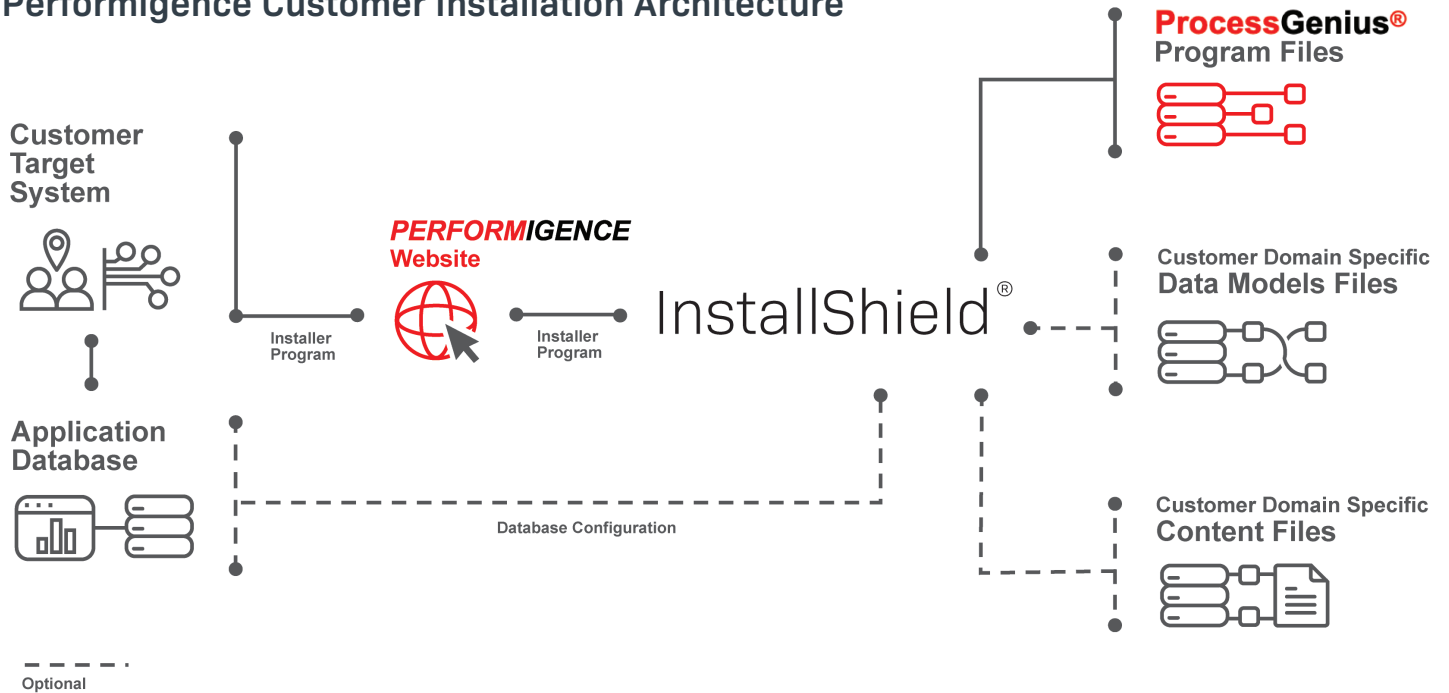 Performigence Customer Installation Architecture
ProcessGenius®
Program Files
Customer
Target
System
PERFORMIGENCE
Website
Installer
Program
Installer
Program
InstallShield®
Customer Domain Specific
Data Models Files
Application
Database
Database Configuration
Customer Domain Specific
Content Files
Optional